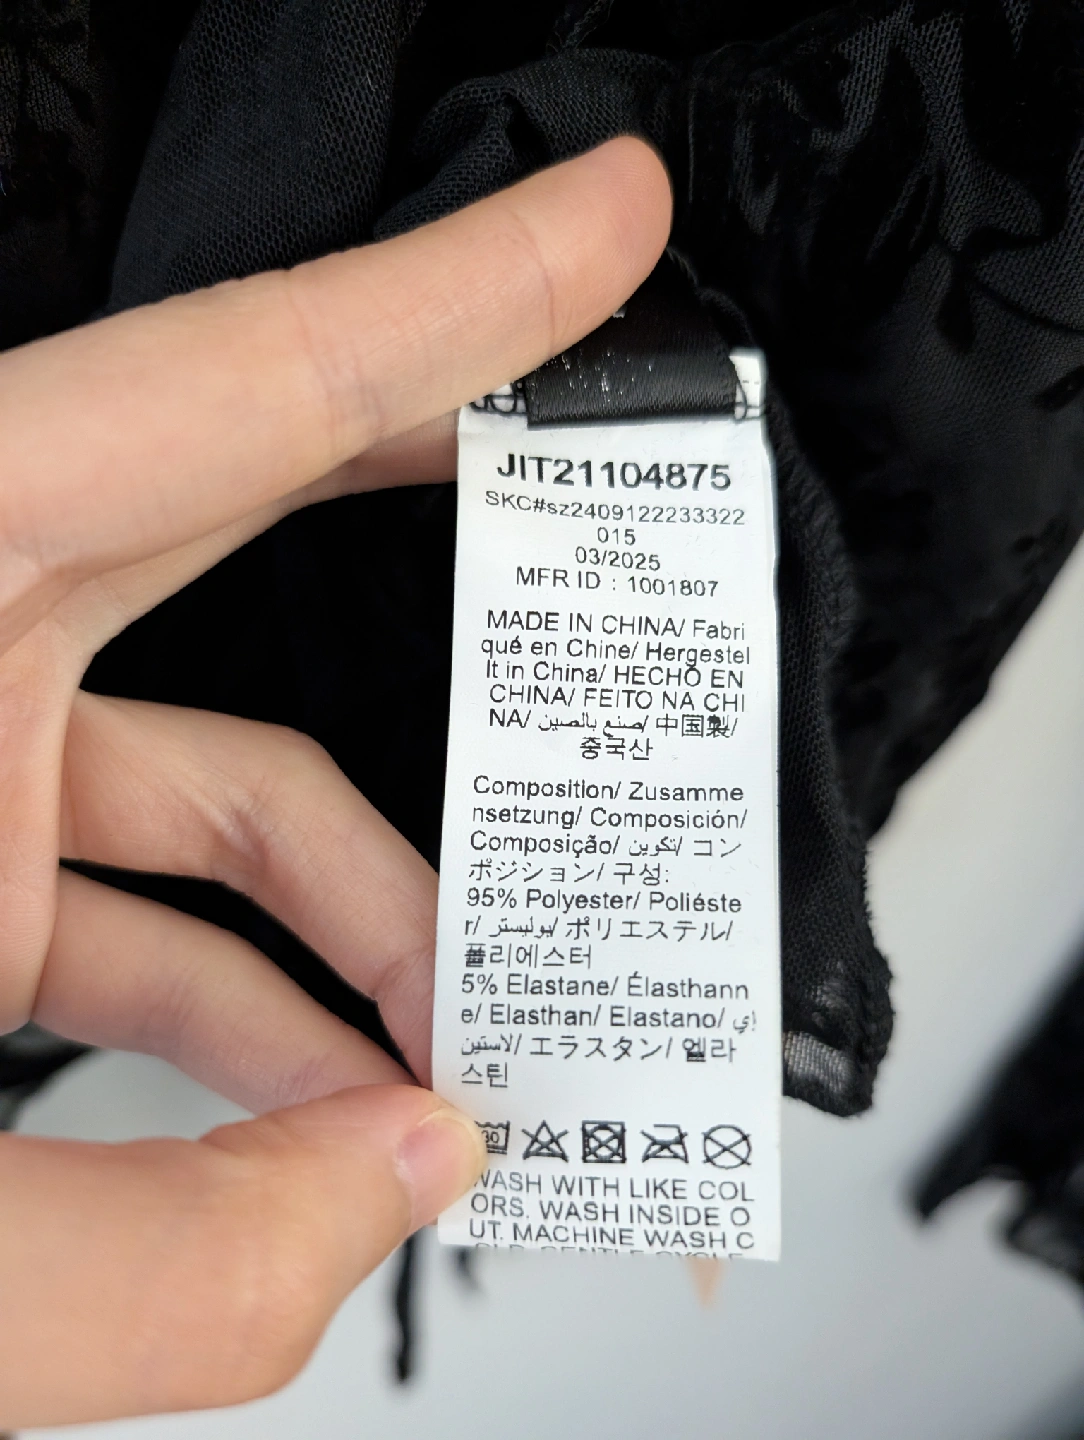 JIT21104875
SKC#sz2409122233322
015
03/2025
MFR ID : 1001807
MADE IN CHINA/ Fabri
qué en Chine/ Hergestel
lt in China/ HECHO EN
CHINA/ FEITO NA CHI
NA/ صنع بالصين/ 中国製/
중국산
Composition/ Zusamme
nsetzung/ Composición/
Composição/ تكوين/ コン
ポジション/ 구성:
95% Polyester/ Poliéste
r/ بوليستر/ ポリエステル/
폴리에스터
5% Elastane/ Élasthann
e/ Elasthan/ Elastano/ إي
لاستين/ エラスタン/ 엘라
스틴
30
WASH WITH LIKE COL
ORS. WASH INSIDE O
UT. MACHINE WASH C
OLD. GENTLE CYCLE